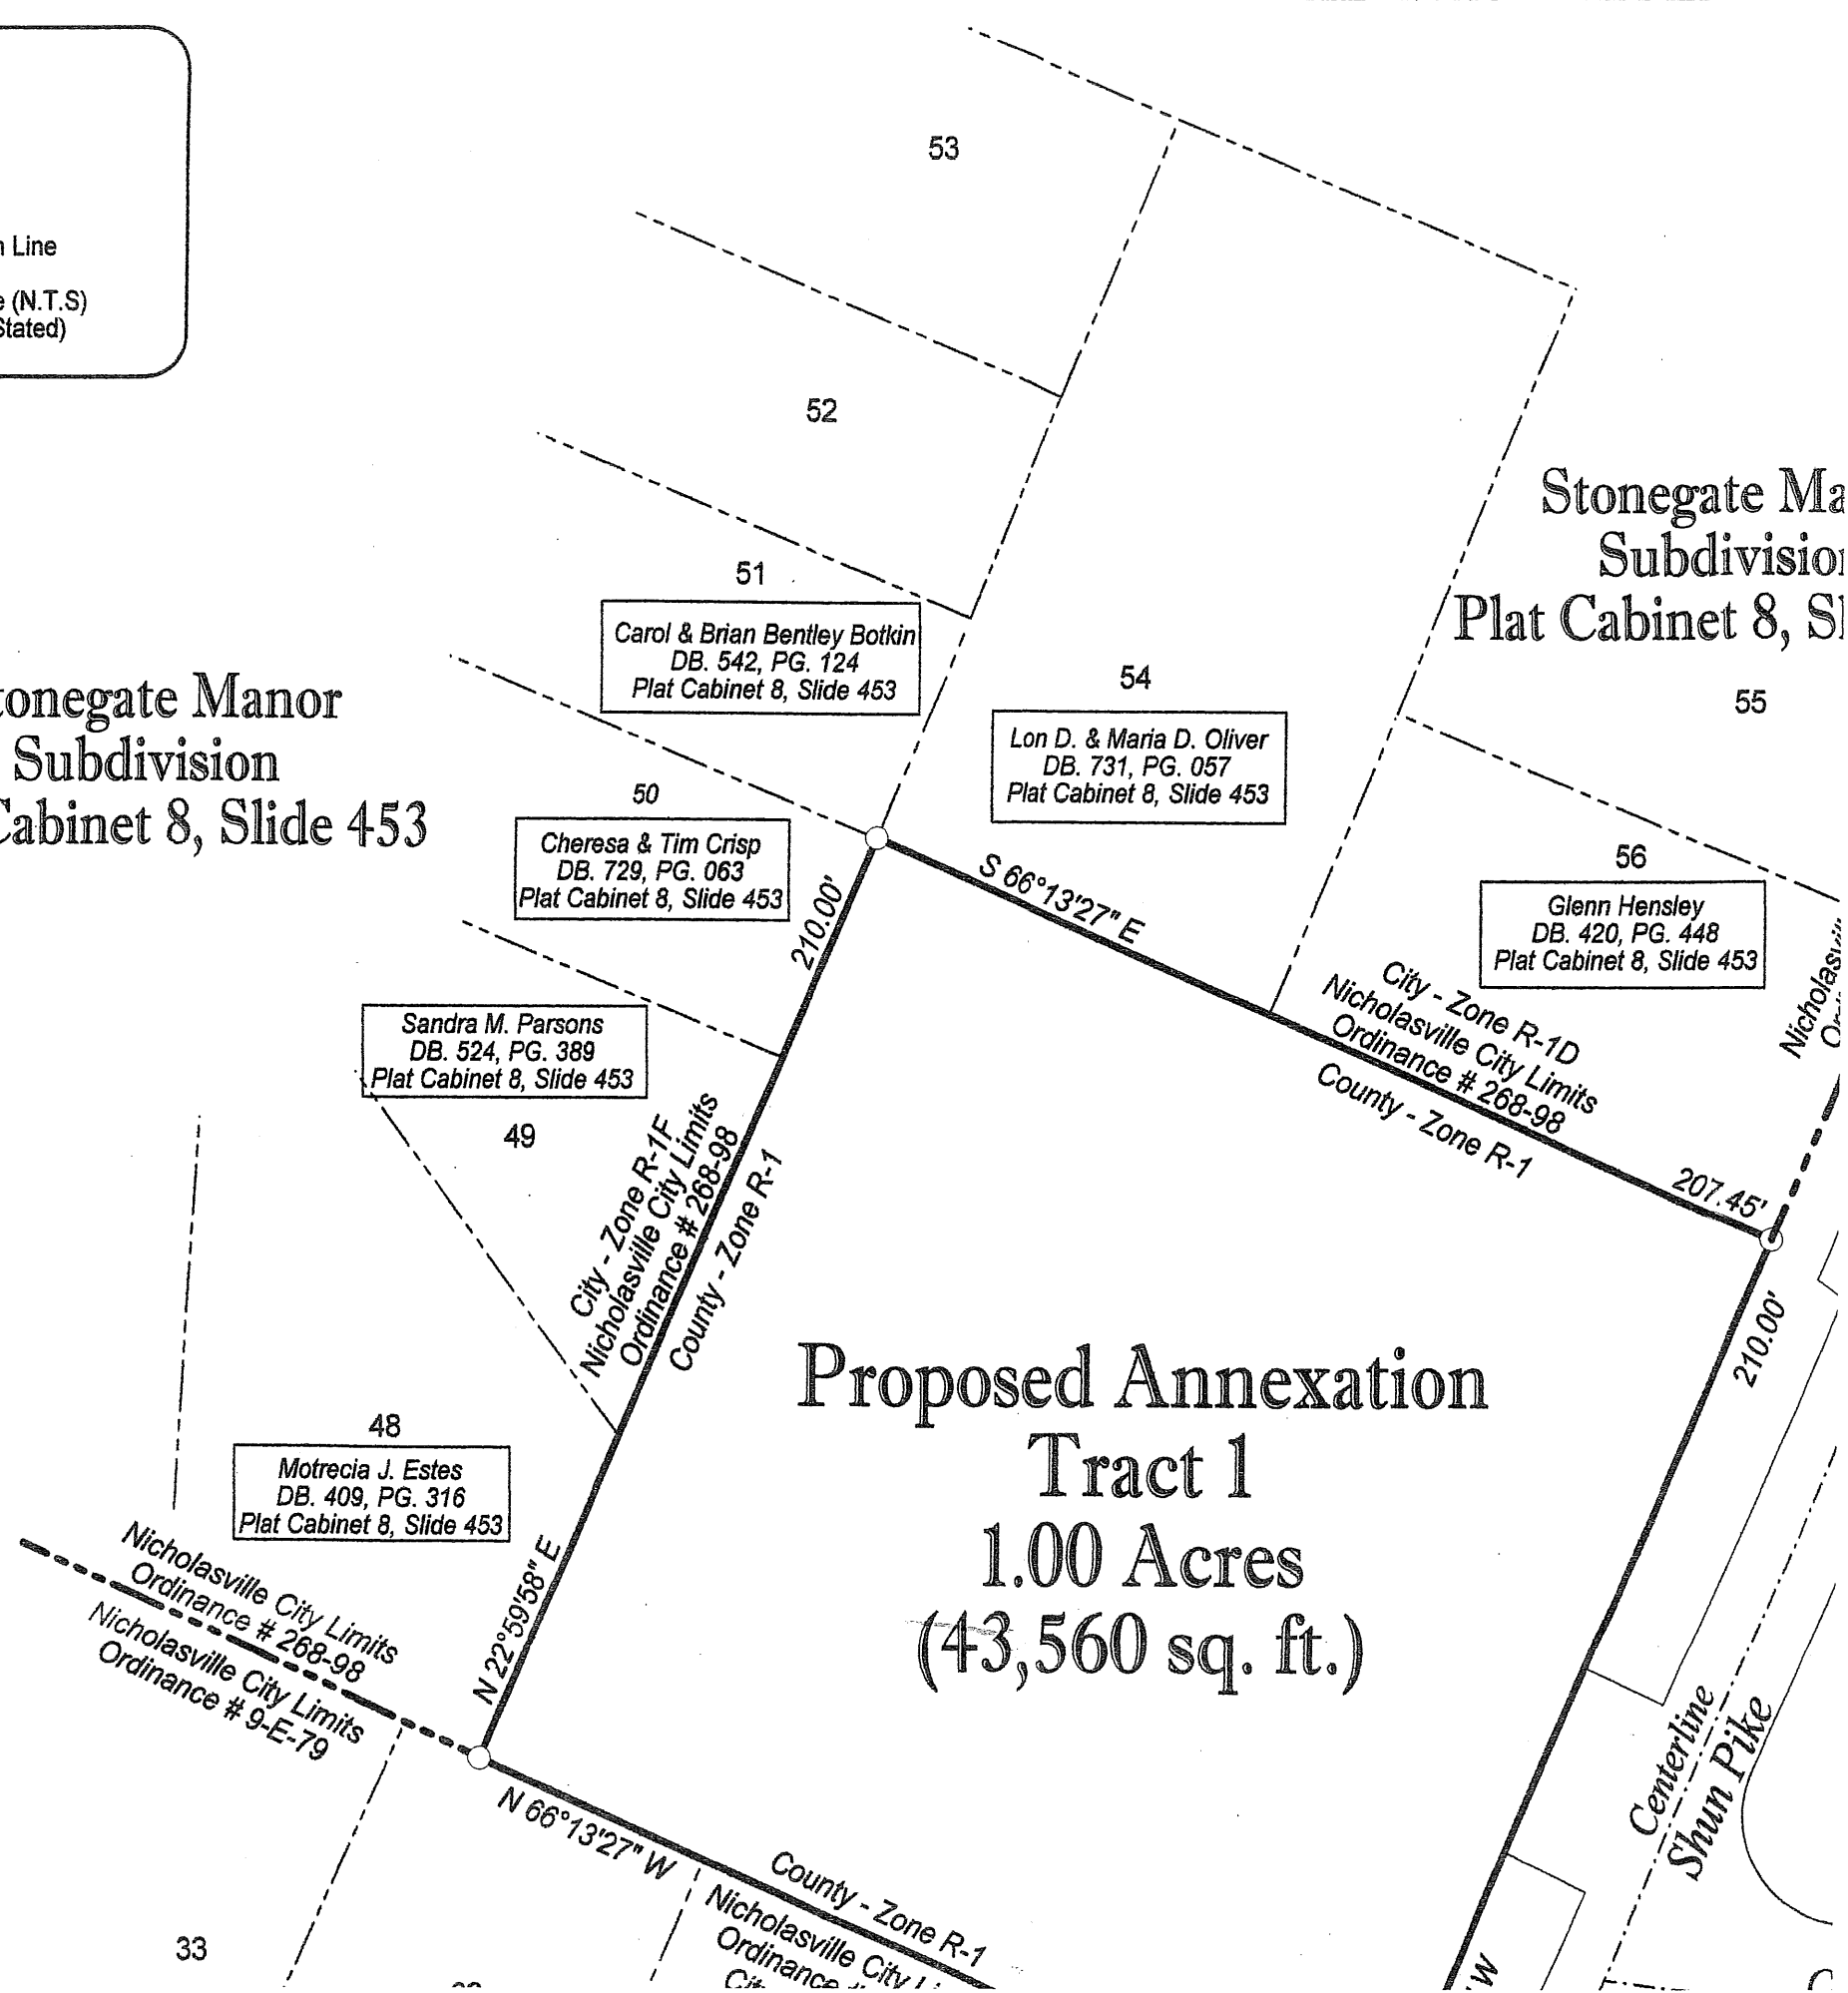 Line
(N.T.S)
Stated)
53
52
51
Carol & Brian Bentley Botkin
DB. 542, PG. 124
Plat Cabinet 8, Slide 453
Stonegate Ma
Subdivision
Plat Cabinet 8, Sl
54
Lon D. & Maria D. Oliver
DB. 731, PG. 057
Plat Cabinet 8, Slide 453
55
tonegate Manor
Subdivision
Cabinet 8, Slide 453
50
Cheresa & Tim Crisp
DB. 729, PG. 063
Plat Cabinet 8, Slide 453
56
Glenn Hensley
DB. 420, PG. 448
Plat Cabinet 8, Slide 453
210.00'
S 66°13'27" E
City - Zone R-1D
Nicholasville City Limits
Ordinance # 268-98
County - Zone R-1
207.45'
Nicholasvill
Sandra M. Parsons
DB. 524, PG. 389
Plat Cabinet 8, Slide 453
49
City - Zone R-1F
Nicholasville City Limits
Ordinance # 268-98
County - Zone R-1
210.00'
Proposed Annexation
Tract 1
1.00 Acres
(43,560 sq. ft.)
48
Motrecia J. Estes
DB. 409, PG. 316
Plat Cabinet 8, Slide 453
N 22°59'58" E
Nicholasville City Limits
Ordinance # 268-98
Nicholasville City Limits
Ordinance # 9-E-79
N 66°13'27" W
County - Zone R-1
Nicholasville City Li
Ordinance #
Centerline
Shun Pike
33
W